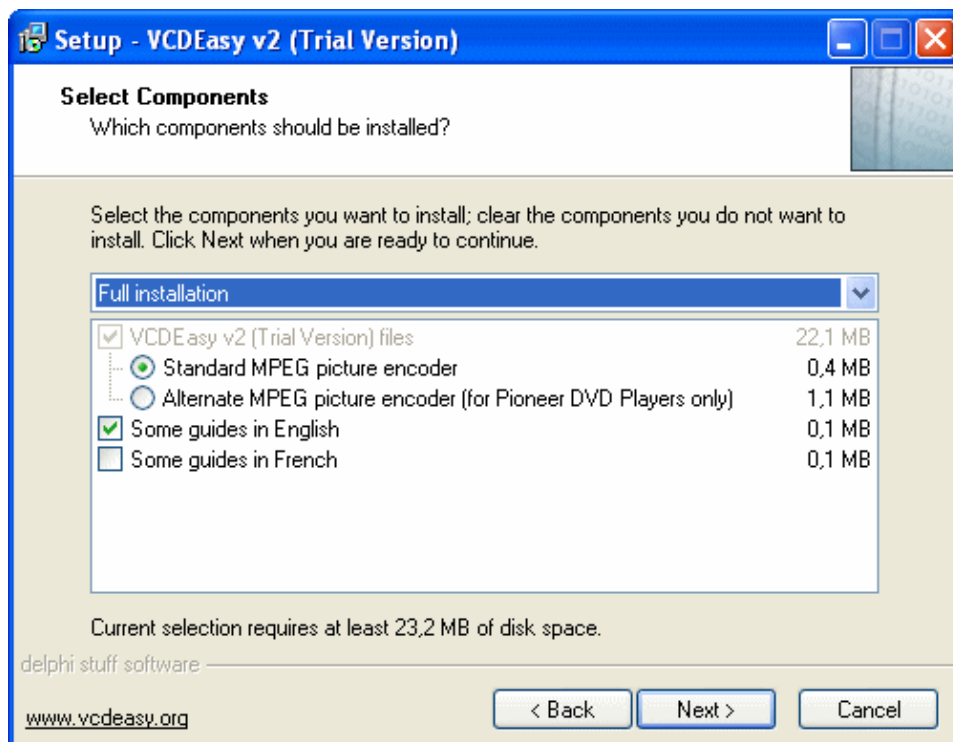 Setup - VCDEasy v2 (Trial Version)
Select Components
Which components should be installed?
Select the components you want to install; clear the components you do not want to
install. Click Next when you are ready to continue.
Full installation
VCDEasy v2 (Trial Version) files 22,1 MB
Standard MPEG picture encoder 0,4 MB
Alternate MPEG picture encoder (for Pioneer DVD Players only) 1,1 MB
Some guides in English 0,1 MB
Some guides in French 0,1 MB
Current selection requires at least 23,2 MB of disk space.
delphi stuff software
www.vcdeasy.org
< Back Next > Cancel